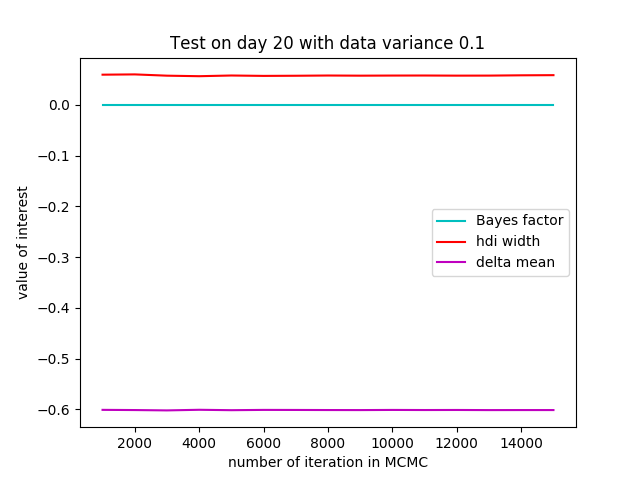 Test on day 20 with data variance 0.1
value of interest
0.0
−0.1
−0.2
−0.3
−0.4
−0.5
−0.6
Bayes factor
hdi width
delta mean
2000 4000 6000 8000 10000 12000 14000
number of iteration in MCMC